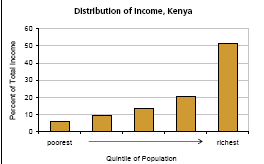 Distribution of Income, Kenya
Percent of Total Income
60
50
40
30
20
10
0
poorest
richest
Quintile of Population